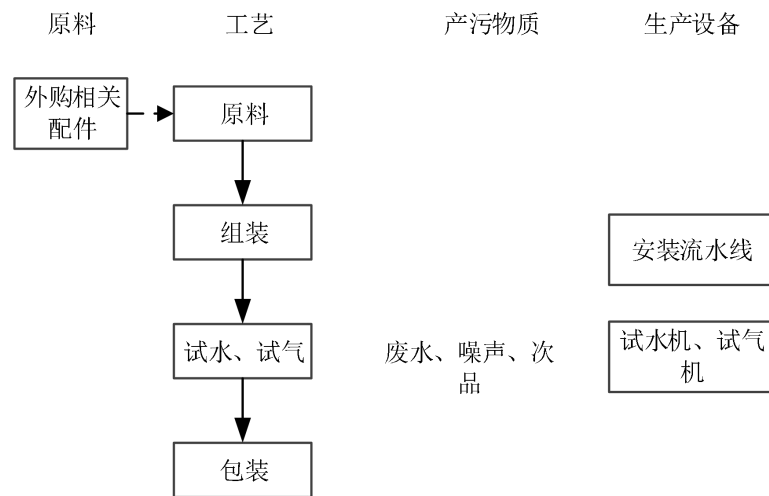 原料 工艺 产污物质 生产设备
外购相关
配件
原料
组装
安装流水线
试水、试气
废水、噪声、次
品
试水机、试气
机
包装